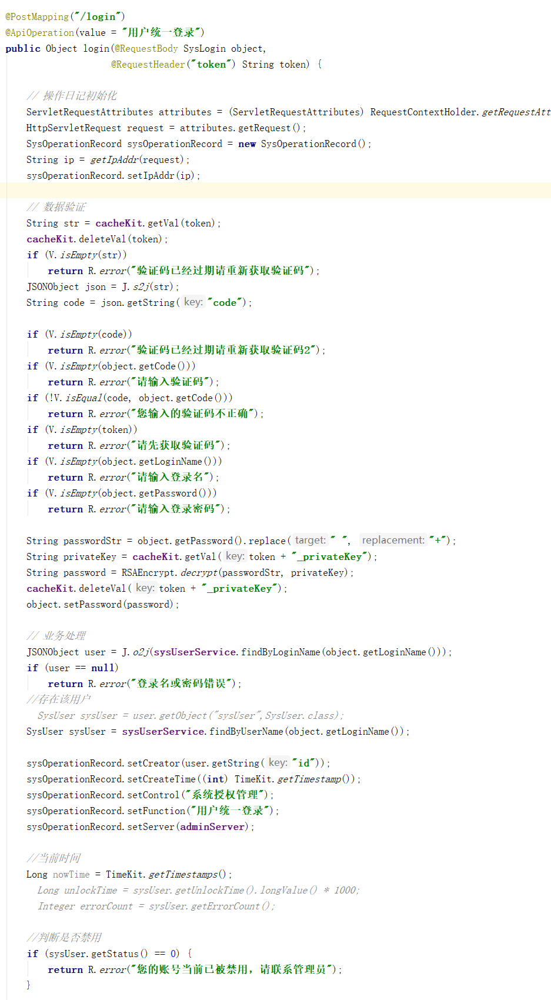 @PostMapping("/login")
@ApiOperation(value = "用户统一登录")
public Object login(@RequestBody SysLogin object,
@RequestHeader("token") String token) {
// 操作日记初始化
ServletRequestAttributes attributes = (ServletRequestAttributes) RequestContextHolder.getRequestAtt
HttpServletRequest request = attributes.getRequest();
SysOperationRecord sysOperationRecord = new SysOperationRecord();
String ip = getIpAddr(request);
sysOperationRecord.setIpAddr(ip);
// 数据验证
String str = cacheKit.getVal(token);
cacheKit.deleteVal(token);
if (V.isEmpty(str))
return R.error("验证码已经过期请重新获取验证码");
JSONObject json = J.s2j(str);
String code = json.getString( key: "code");
if (V.isEmpty(code))
return R.error("验证码已经过期请重新获取验证码2");
if (V.isEmpty(object.getCode()))
return R.error("请输入验证码");
if (!V.isEqual(code, object.getCode()))
return R.error("您输入的验证码不正确");
if (V.isEmpty(token))
return R.error("请先获取验证码");
if (V.isEmpty(object.getLoginName()))
return R.error("请输入登录名");
if (V.isEmpty(object.getPassword()))
return R.error("请输入登录密码");
String passwordStr = object.getPassword().replace( target: " ", replacement: "+");
String privateKey = cacheKit.getVal( key: token + "_privateKey");
String password = RSAEncrypt.decrypt(passwordStr, privateKey);
cacheKit.deleteVal( key: token + "_privateKey");
object.setPassword(password);
// 业务处理
JSONObject user = J.o2j(sysUserService.findByLoginName(object.getLoginName()));
if (user == null)
return R.error("登录名或密码错误");
//存在该用户
SysUser sysUser = user.getObject("sysUser",SysUser.class);
SysUser sysUser = sysUserService.findByUserName(object.getLoginName());
sysOperationRecord.setCreator(user.getString( key: "id"));
sysOperationRecord.setCreateTime((int) TimeKit.getTimestamp());
sysOperationRecord.setControl("系统授权管理");
sysOperationRecord.setFunction("用户统一登录");
sysOperationRecord.setServer(adminServer);
//当前时间
Long nowTime = TimeKit.getTimestamps();
Long unlockTime = sysUser.getUnlockTime().longValue() * 1000;
Integer errorCount = sysUser.getErrorCount();
//判断是否禁用
if (sysUser.getStatus() == 0) {
return R.error("您的账号当前已被禁用，请联系管理员");
}